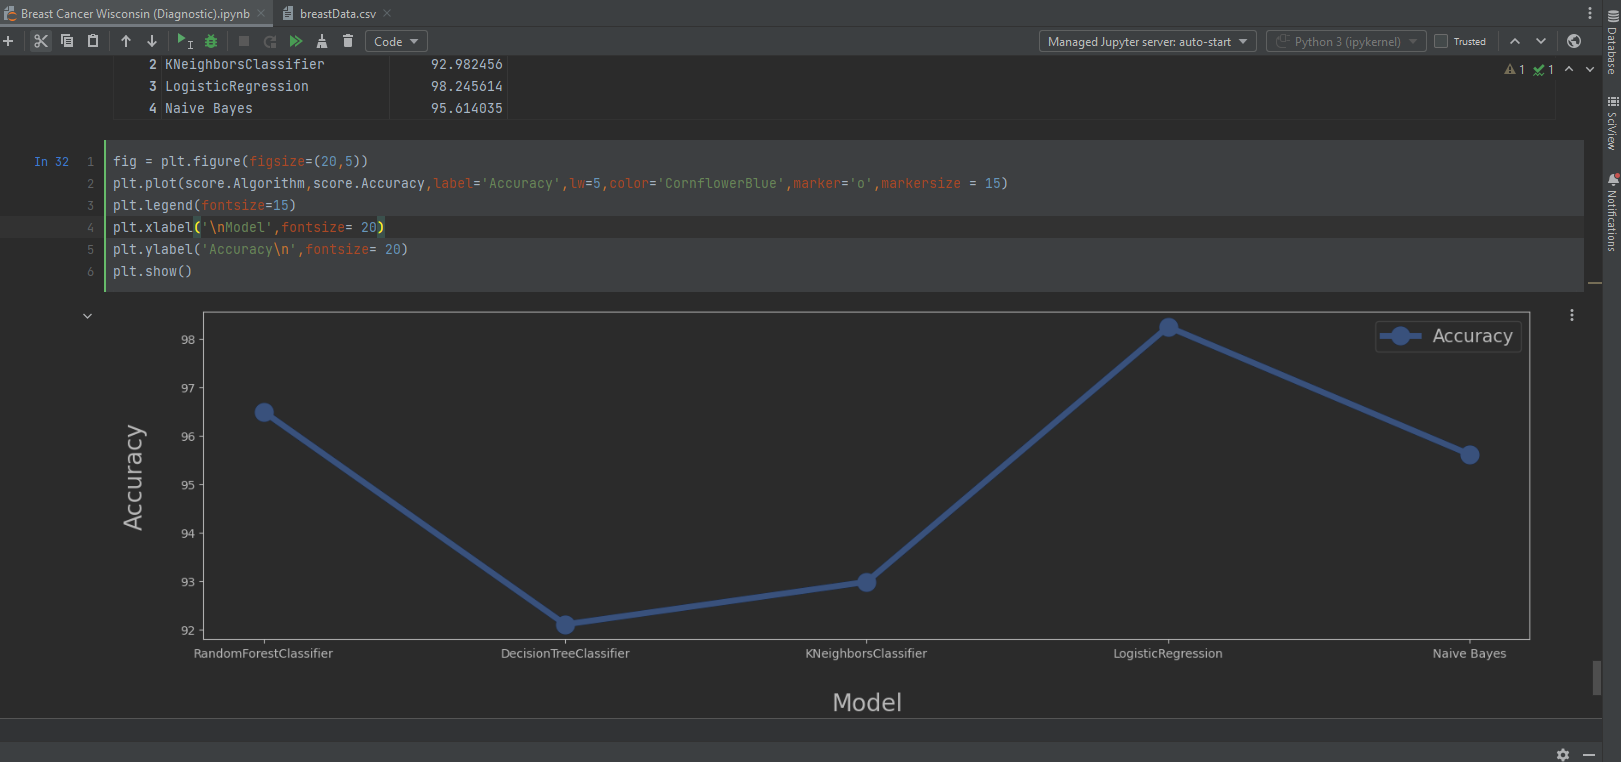 Breast Cancer Wisconsin (Diagnostic).ipynb
breastData.csv
Code
Managed Jupyter server: auto-start
Python 3 (ipykernel)
Trusted
Database
SciView
Notifications
1
1
2 KNeighborsClassifier 92.982456
3 LogisticRegression 98.245614
4 Naive Bayes 95.614035
In 32
1 fig = plt.figure(figsize=(20,5))
2 plt.plot(score.Algorithm,score.Accuracy,label='Accuracy',lw=5,color='CornflowerBlue',marker='o',markersize = 15)
3 plt.legend(fontsize=15)
4 plt.xlabel('\nModel',fontsize= 20)
5 plt.ylabel('Accuracy\n',fontsize= 20)
6 plt.show()
Accuracy
98
97
96
95
94
93
92
Accuracy
RandomForestClassifier DecisionTreeClassifier KNeighborsClassifier LogisticRegression Naive Bayes
Model